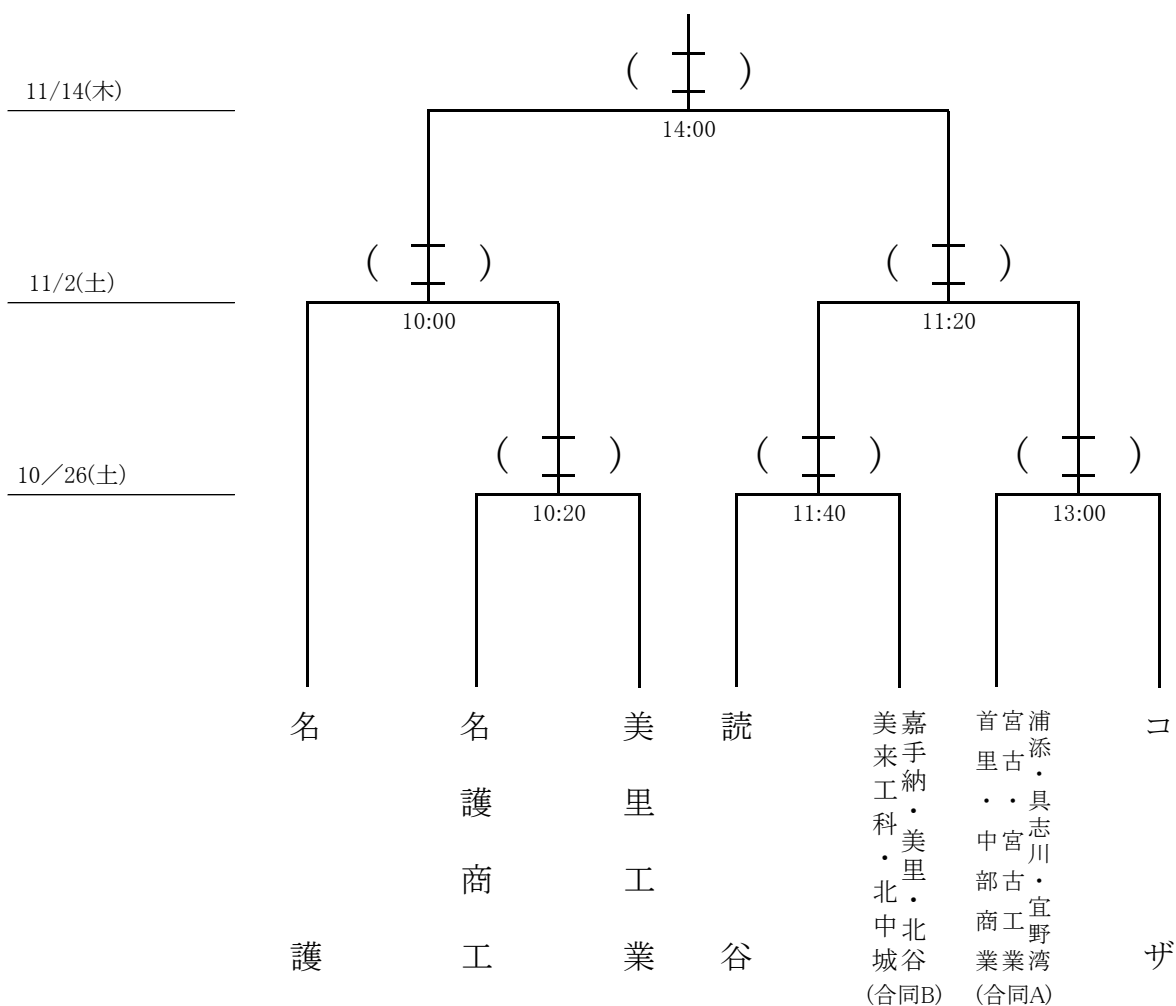 ( )
11/14(木)
14:00
( )
( )
11/2(土)
10:00
11:20
( )
( )
( )
10／26(土)
10:20
11:40
13:00
名護
名護商工
美里工業
読谷
嘉手納・美里・北谷
美来工科・北中城
(合同B)
浦添・具志川・宜野湾
宮古・宮古工業
首里・中部商業
(合同A)
コザ